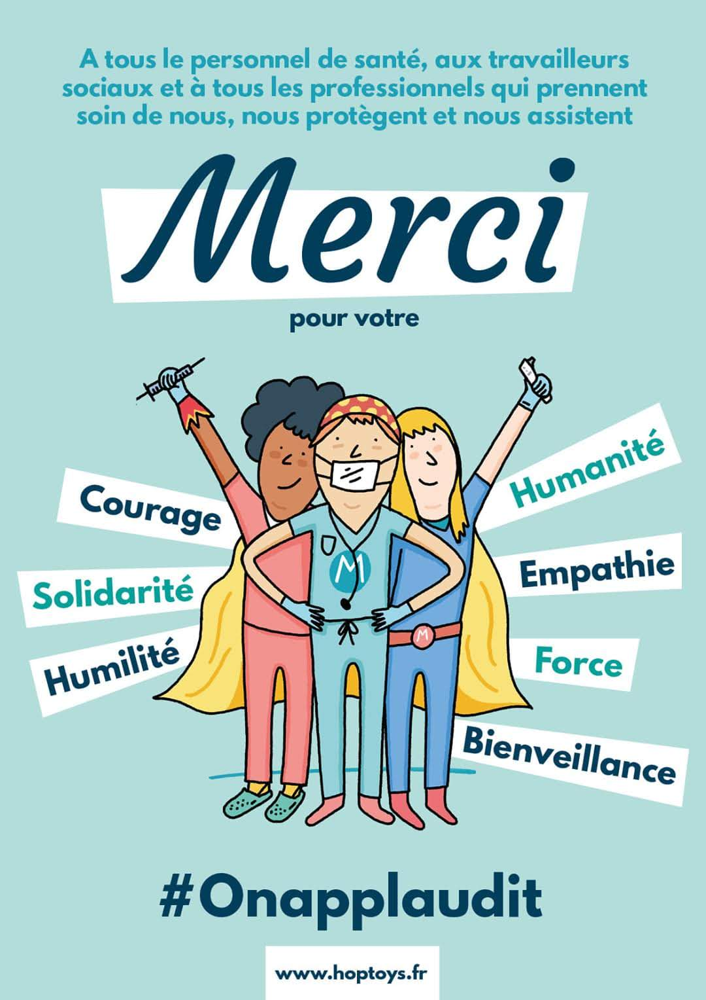 A tous le personnel de santé, aux travailleurs
sociaux et à tous les professionnels qui prennent
soin de nous, nous protègent et nous assistent
Merci
pour votre
Courage
Solidarité
Humilité
Humanité
Empathie
Force
Bienveillance
M
M
#Onapplaudit
www.hoptoys.fr